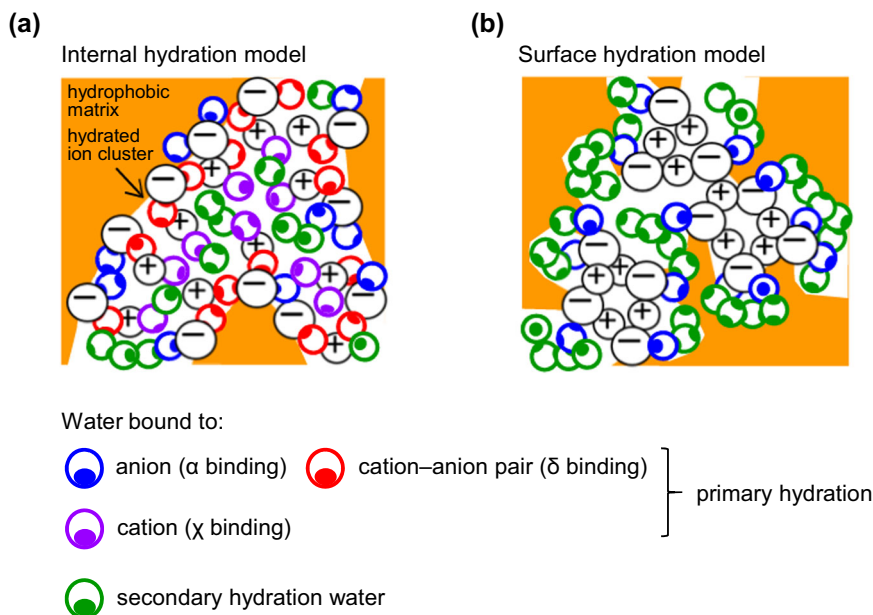 (a)
Internal hydration model
hydrophobic
matrix
hydrated
ion cluster
(b)
Surface hydration model
Water bound to:
anion (α binding)
cation–anion pair (δ binding)
primary hydration
cation (χ binding)
secondary hydration water